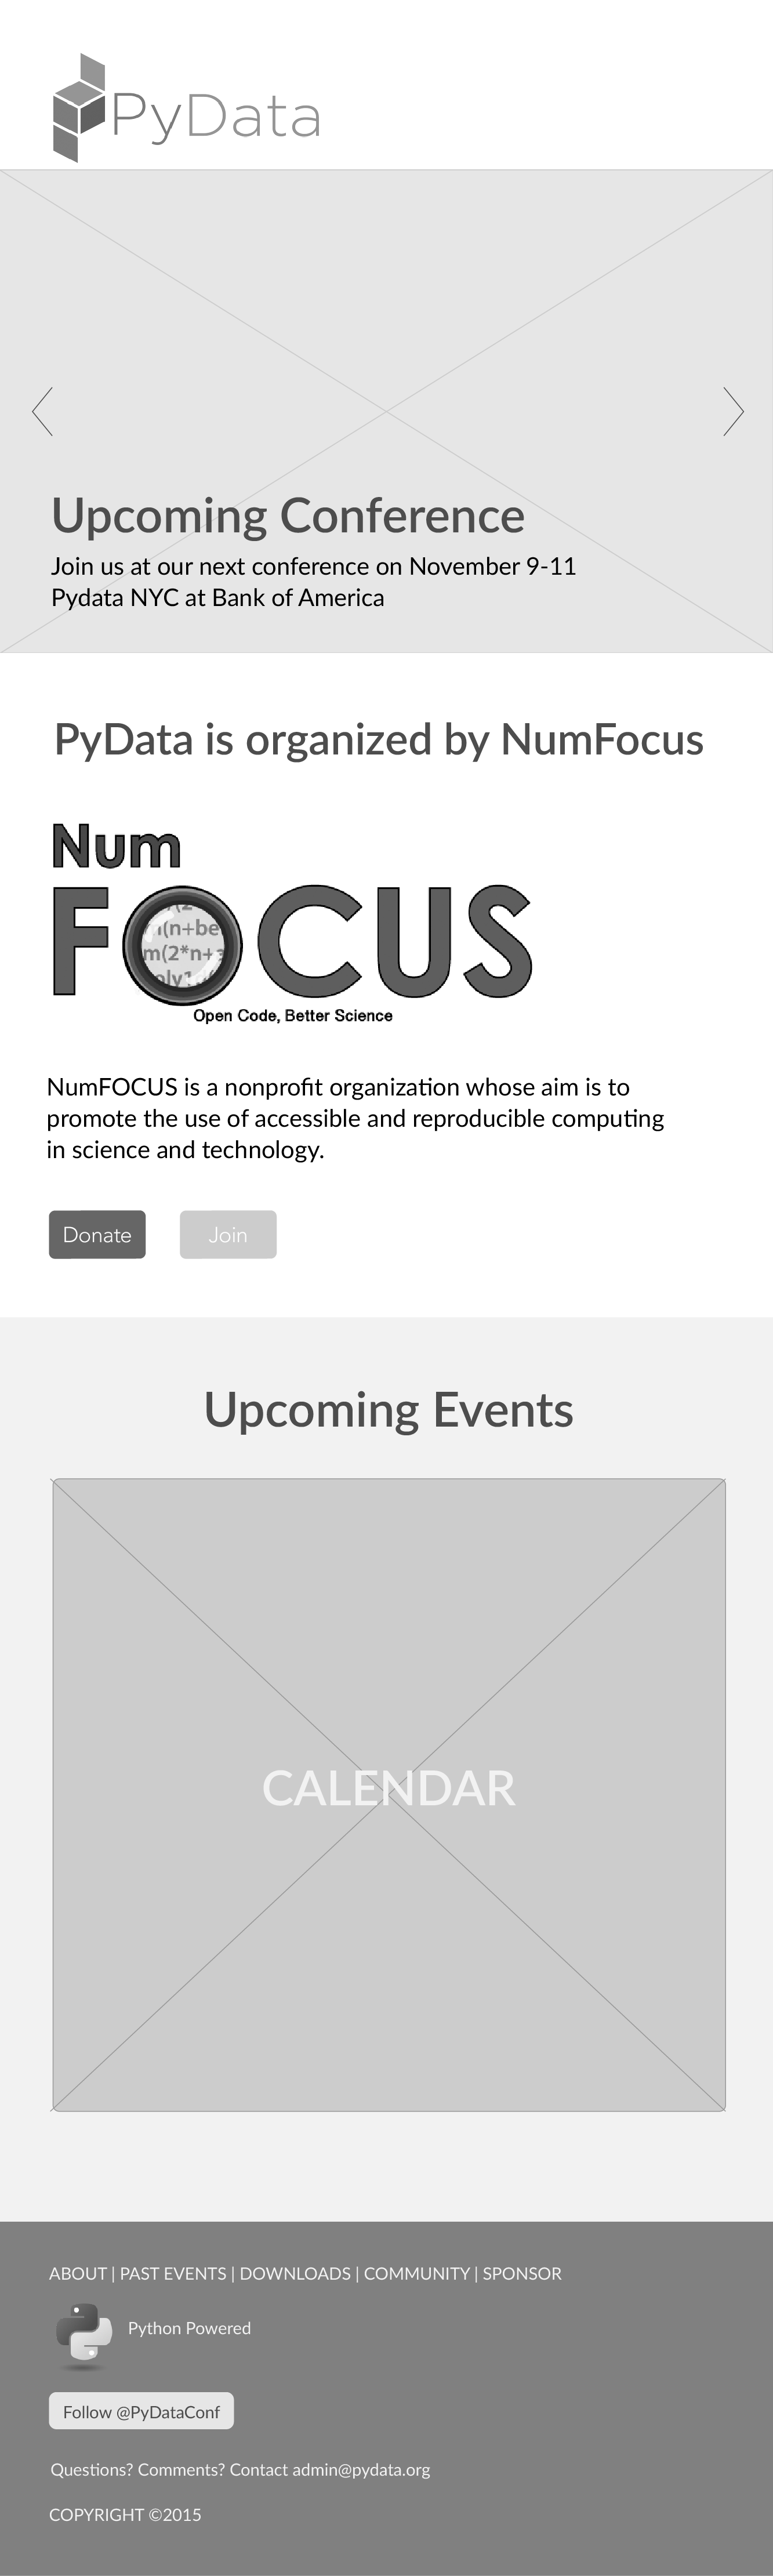 PyData
Upcoming Conference
Join us at our next conference on November 9-11
Pydata NYC at Bank of America
PyData is organized by NumFocus
Num
FOCUS
(n+be
m(2*n+
oly1
Open Code, Better Science
NumFOCUS is a nonprofit organization whose aim is to
promote the use of accessible and reproducible computing
in science and technology.
Donate
Join
Upcoming Events
CALENDAR
ABOUT | PAST EVENTS | DOWNLOADS | COMMUNITY | SPONSOR
Python Powered
Follow @PyDataConf
Questions? Comments? Contact admin@pydata.org
COPYRIGHT ©2015